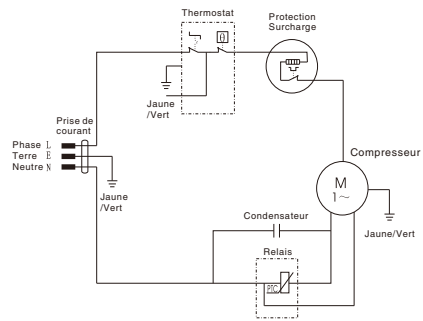 Thermostat
Protection
Surcharge
Jaune
/Vert
Prise de
courant
Phase L
Terre E
Neutre N
Jaune
/Vert
Compresseur
M
1~
Condensateur
Jaune/Vert
Relais
PTC